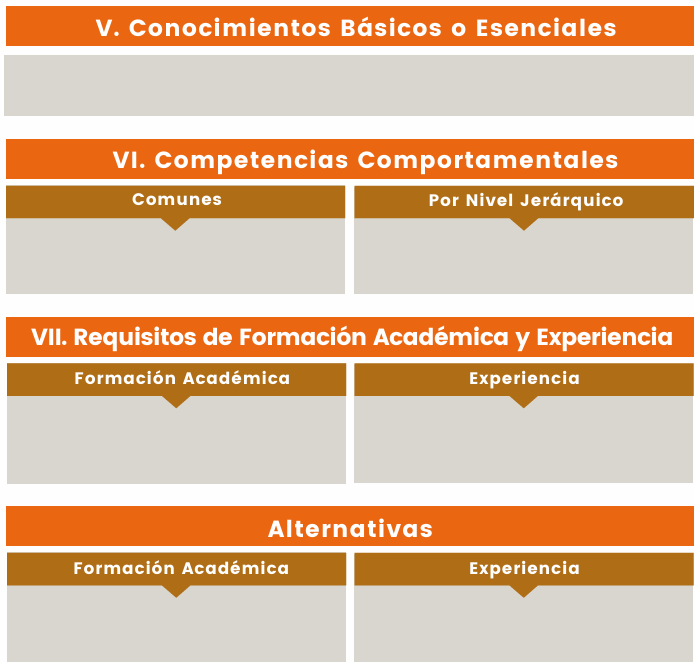 V. Conocimientos Básicos o Esenciales
VI. Competencias Comportamentales
Comunes
Por Nivel Jerárquico
VII. Requisitos de Formación Académica y Experiencia
Formación Académica
Experiencia
Alternativas
Formación Académica
Experiencia